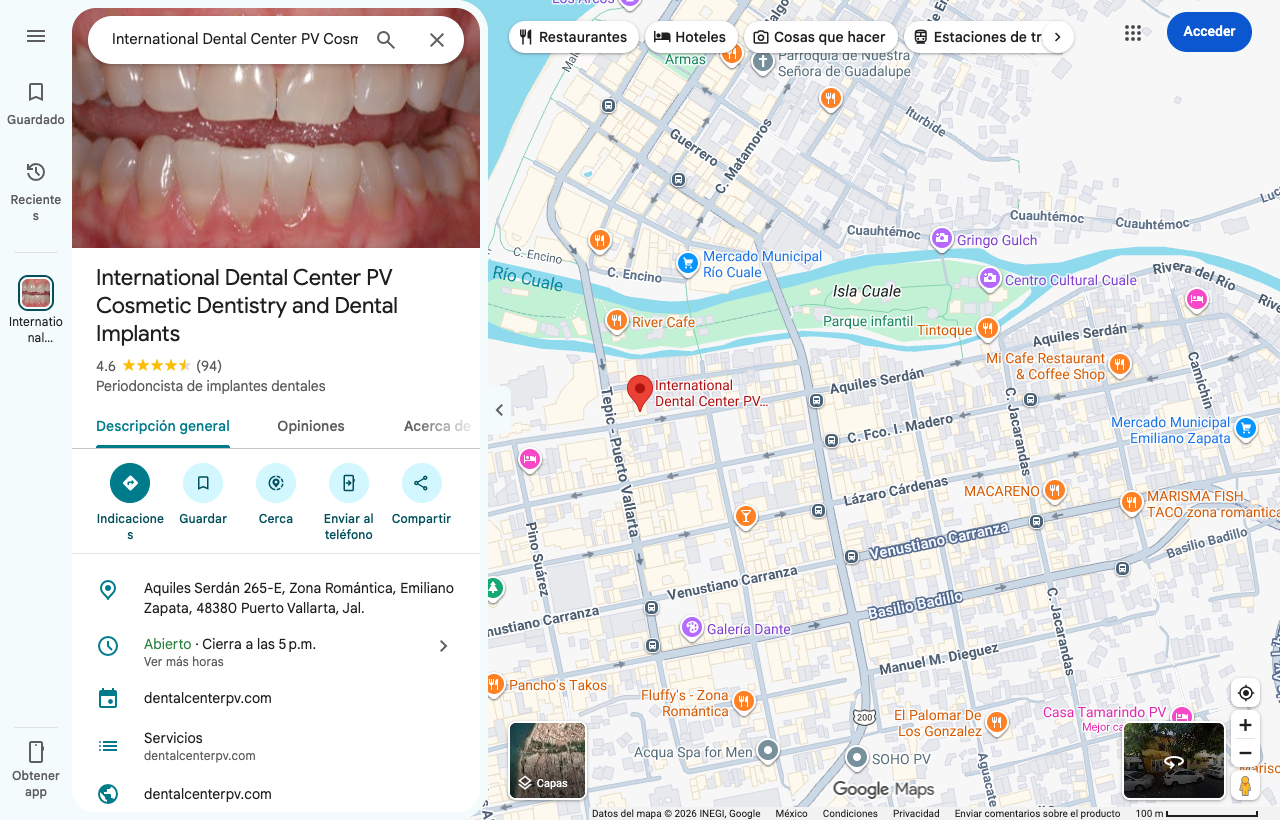 Guardado
Reciente
s
Internatio
nal...
Obtener
app
International Dental Center PV Cosm
International Dental Center PV
Cosmetic Dentistry and Dental
Implants
4.6
(94)
Periodoncista de implantes dentales
Descripción general
Opiniones
Acerca de
Indicacione
s
Guardar
Cerca
Enviar al
teléfono
Compartir
Aquiles Serdán 265-E, Zona Romántica, Emiliano
Zapata, 48380 Puerto Vallarta, Jal.
Abierto · Cierra a las 5 p.m.
Ver más horas
dentalcenterpv.com
Servicios
dentalcenterpv.com
dentalcenterpv.com
Restaurantes
Hoteles
Cosas que hacer
Estaciones de tr
Acceder
Los Arcos
Armas
Parroquia de Nuestra
Señora de Guadalupe
Iturbide
Guerrero
C. Matamoros
Cuauhtémoc
Cuauhtémoc
Cuauhtémoc
Gringo Gulch
C. Encino
C. Encino
Mercado Municipal
Río Cuale
Río Cuale
Isla Cuale
Centro Cultural Cuale
Rivera del Río
River Cafe
Parque infantil
Tintoque
Aquiles Serdán
Mi Cafe Restaurant
& Coffee Shop
Camichin
International
Dental Center PV...
Aquiles Serdán
Tepic - Puerto Vallarta
C. Fco. I. Madero
C. Jacarandas
Mercado Municipal
Emiliano Zapata
Lázaro Cárdenas
MACARENO
MARISMA FISH
TACO zona romantica
Pino Suárez
Venustiano Carranza
Basilio Badillo
Venustiano Carranza
nustiano Carranza
Basilio Badillo
C. Jacarandas
Galería Dante
Manuel M. Dieguez
Pancho's Takos
Fluffy's - Zona
Romántica
200
El Palomar De
Los Gonzalez
Casa Tamarindo PV
Mejor ca
Acqua Spa for Men
SOHO PV
Aguacate
Capas
Google Maps
Datos del mapa © 2026 INEGI, Google
México
Condiciones
Privacidad
Enviar comentarios sobre el producto
100 m